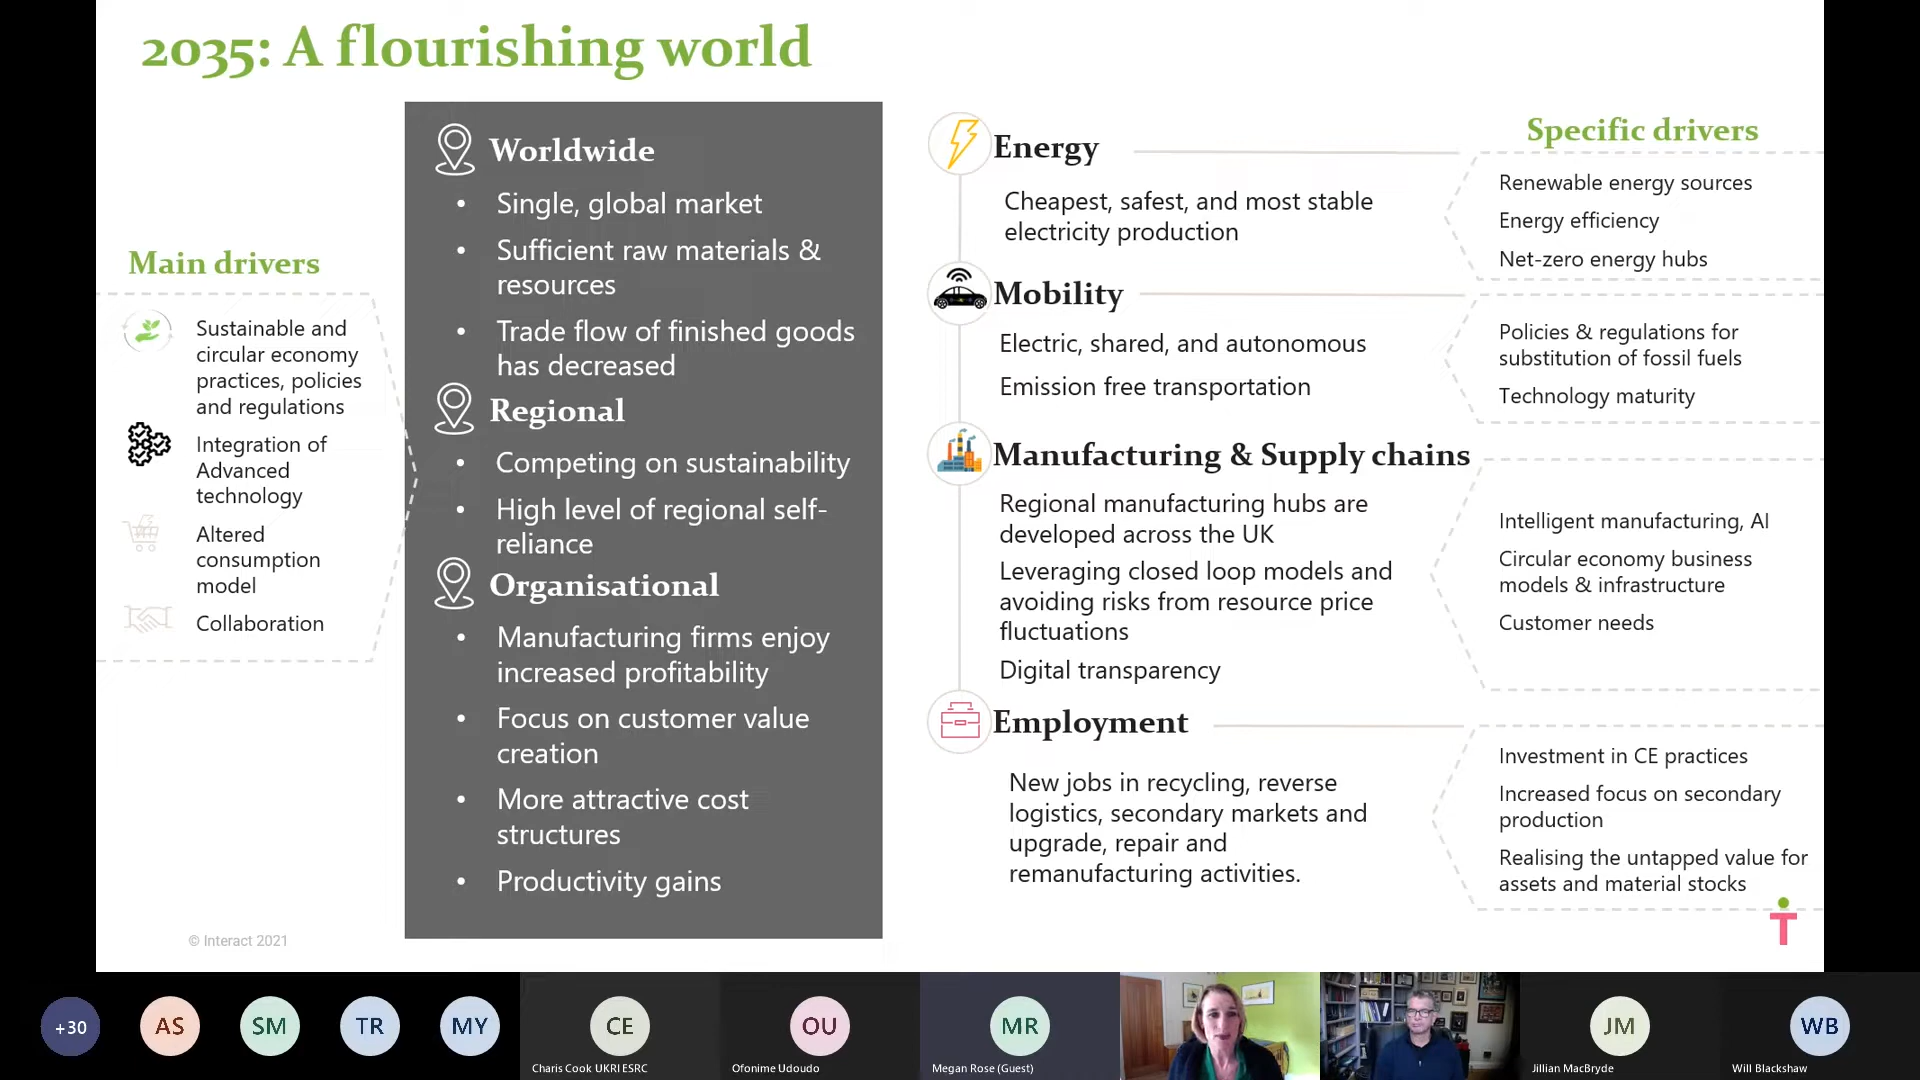 2035: A flourishing world
Main drivers
Sustainable and
circular economy
practices, policies
and regulations
Integration of
Advanced
technology
Altered
consumption
model
Collaboration
Worldwide
• Single, global market
• Sufficient raw materials &
resources
• Trade flow of finished goods
has decreased
Regional
• Competing on sustainability
• High level of regional self-
reliance
Organisational
• Manufacturing firms enjoy
increased profitability
• Focus on customer value
creation
• More attractive cost
structures
• Productivity gains
Energy
Cheapest, safest, and most stable
electricity production
Mobility
Electric, shared, and autonomous
Emission free transportation
Manufacturing & Supply chains
Regional manufacturing hubs are
developed across the UK
Leveraging closed loop models and
avoiding risks from resource price
fluctuations
Digital transparency
Employment
New jobs in recycling, reverse
logistics, secondary markets and
upgrade, repair and
remanufacturing activities.
Specific drivers
Renewable energy sources
Energy efficiency
Net-zero energy hubs
Policies & regulations for
substitution of fossil fuels
Technology maturity
Intelligent manufacturing, AI
Circular economy business
models & infrastructure
Customer needs
Investment in CE practices
Increased focus on secondary
production
Realising the untapped value for
assets and material stocks
© Interact 2021
+30
AS
SM
TR
MY
CE
Charis Cook UKRI ESRC
OU
Ofonime Udoudo
MR
Megan Rose (Guest)
JM
Jillian MacBryde
WB
Will Blackshaw